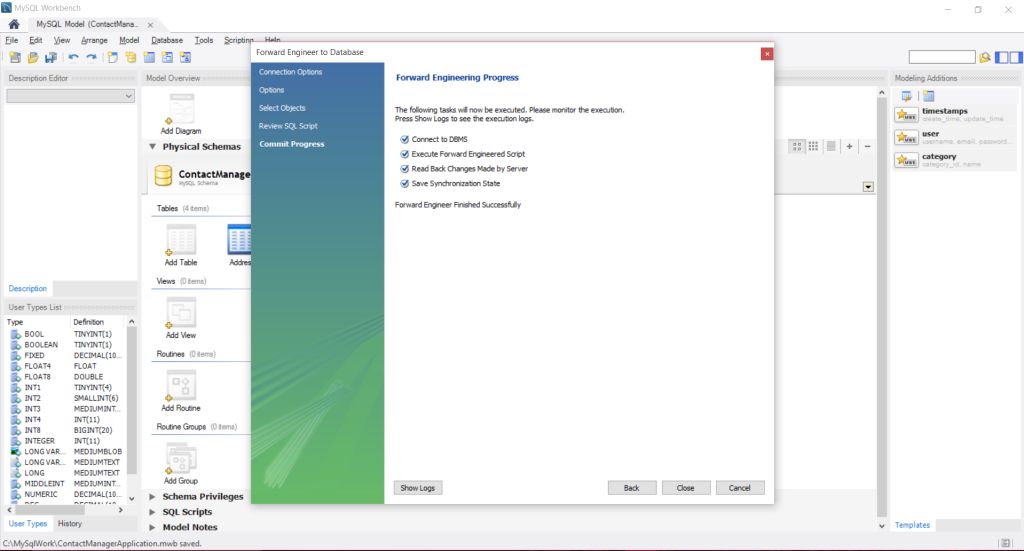 MySQL Workbench
MySQL Model (ContactMana..
File Edit View Arrange Model Database Tools Scripting Help
Description Editor
Description
User Types List
Type Definition
BOOL TINYINT(1)
BOOLEAN TINYINT(1)
FIXED DECIMAL(10...
FLOAT4 FLOAT
FLOAT8 DOUBLE
INT1 TINYINT(4)
INT2 SMALLINT(6)
INT3 MEDIUMINT...
INT4 INT(11)
INT8 BIGINT(20)
INTEGER INT(11)
LONG VAR... MEDIUMBLOB
LONG VAR... MEDIUMTEXT
LONG MEDIUMTEXT
MIDDLEINT MEDIUMINT...
NUMERIC DECIMAL(10...
User Types History
Model Overview
Add Diagram
Physical Schemas
ContactManage
MySQL Schema
Tables (4 items)
Add Table
Addres
Views (0 items)
Add View
Routines (0 items)
Add Routine
Routine Groups (0 items)
Add Group
Schema Privileges
SQL Scripts
Model Notes
Forward Engineer to Database
Connection Options
Options
Select Objects
Review SQL Script
Commit Progress
Forward Engineering Progress
The following tasks will now be executed. Please monitor the execution.
Press Show Logs to see the execution logs.
Connect to DBMS
Execute Forward Engineered Script
Read Back Changes Made by Server
Save Synchronization State
Forward Engineer Finished Successfully
Show Logs Back Close Cancel
Modeling Additions
timestamps
create_time, update_time
user
username, email, password...
category
category_id, name
Templates
C:\MySqlWork\ContactManagerApplication.mwb saved.